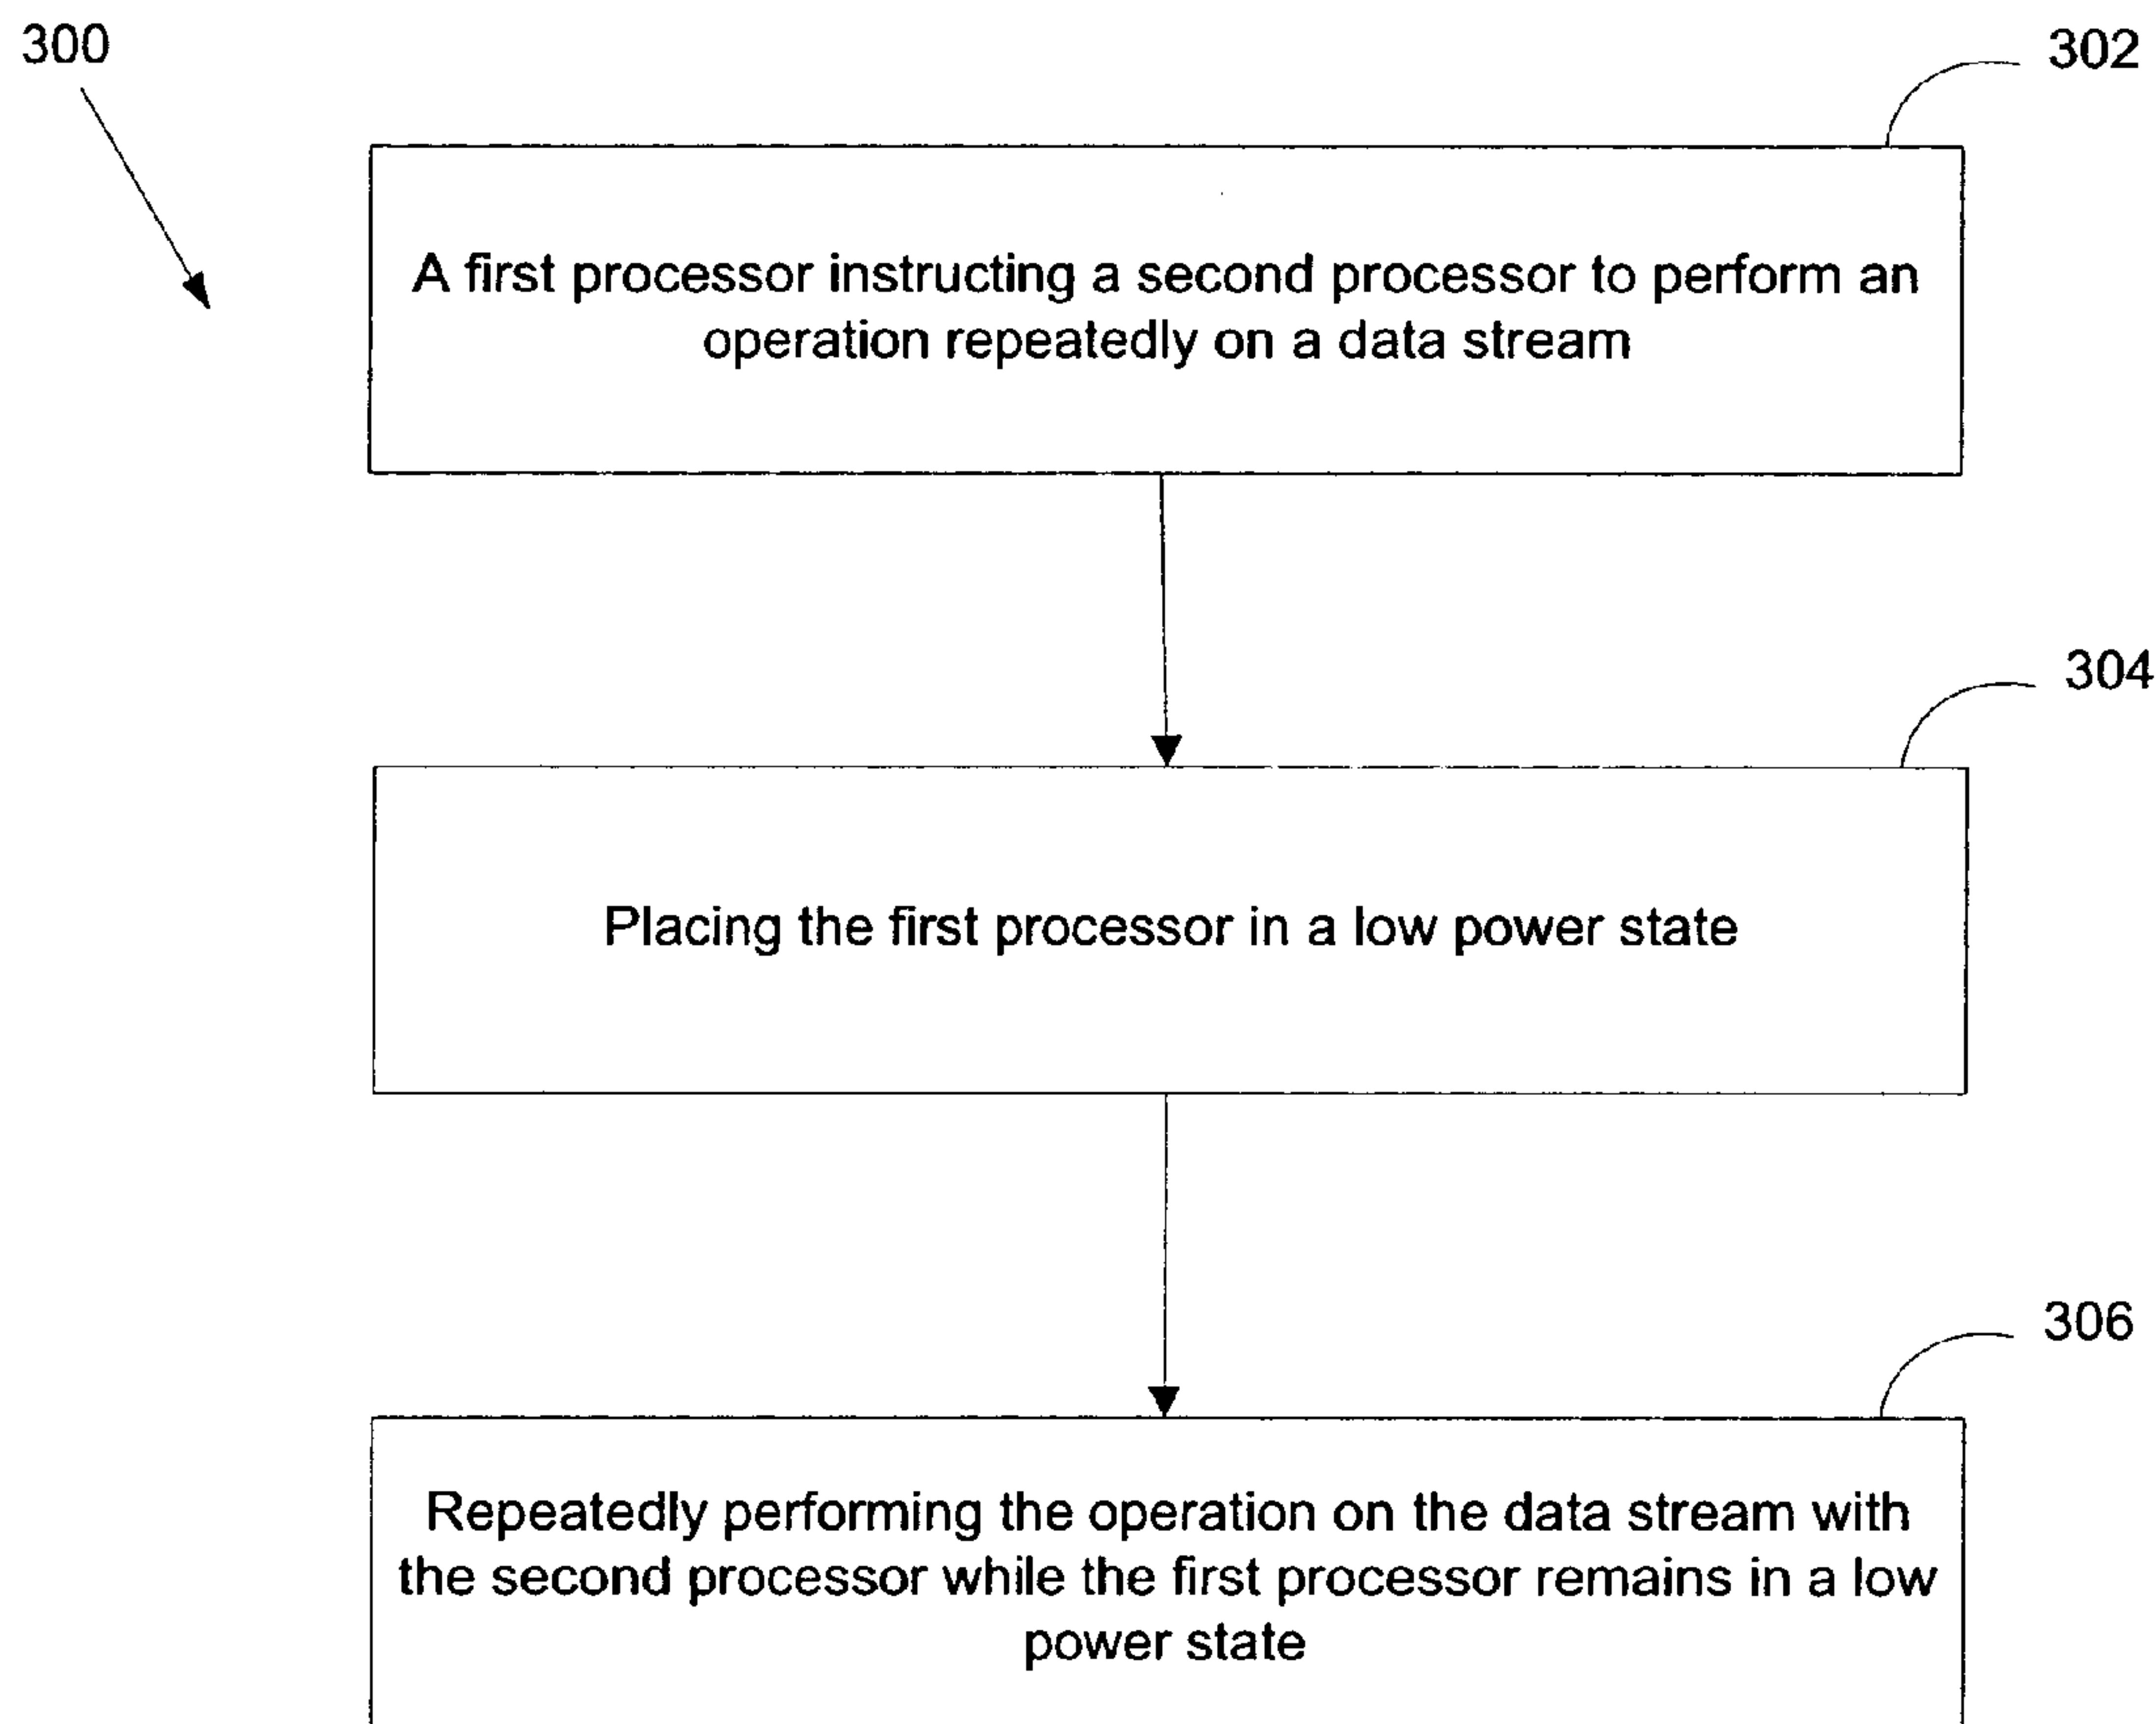 300
302
A first processor instructing a second processor to perform an
operation repeatedly on a data stream
304
Placing the first processor in a low power state
306
Repeatedly performing the operation on the data stream with
the second processor while the first processor remains in a low
power state